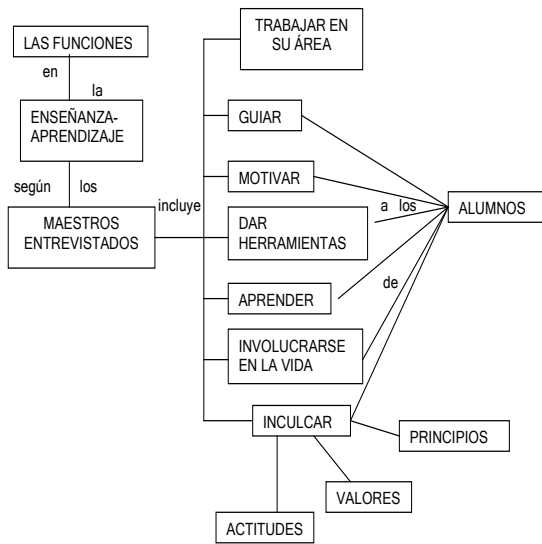 LAS FUNCIONES
en
la
ENSEÑANZA-
APRENDIZAJE
según los
MAESTROS
ENTREVISTADOS
incluye
TRABAJAR EN
SU ÁREA
GUIAR
MOTIVAR
DAR
HERRAMIENTAS
APRENDER
INVOLUCRARSE
EN LA VIDA
INCULCAR
a los
de
ALUMNOS
PRINCIPIOS
VALORES
ACTITUDES